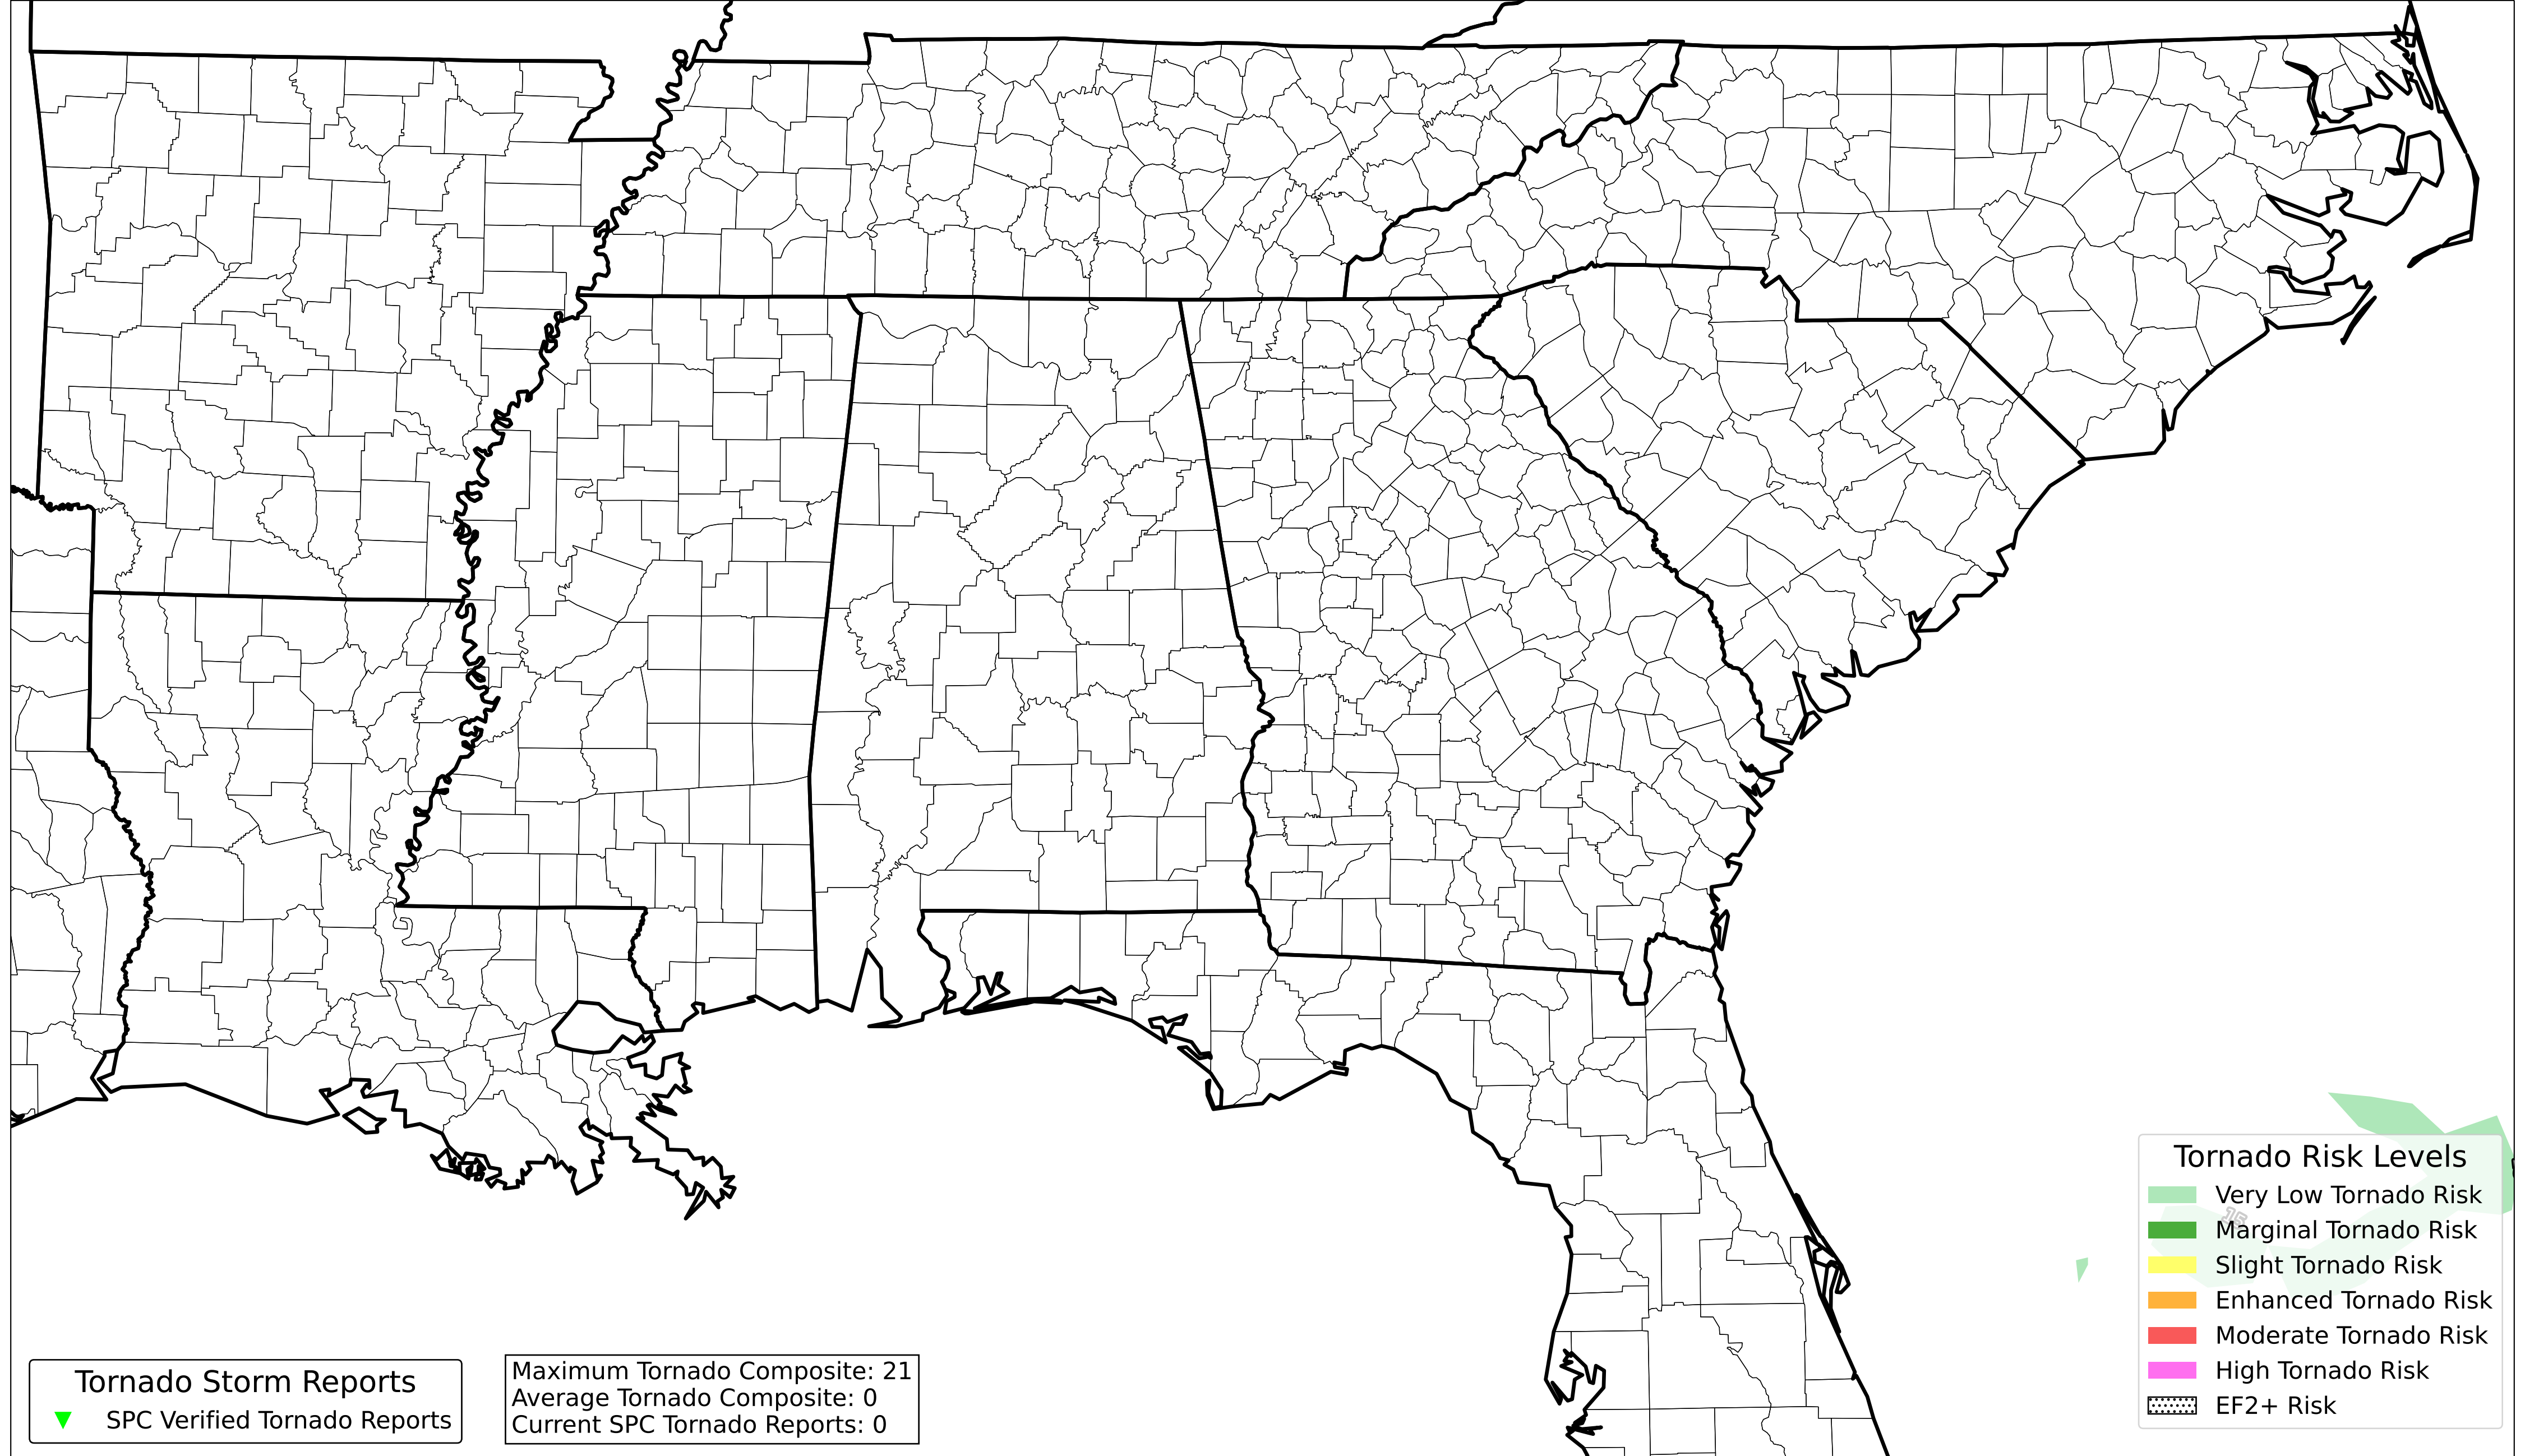 15
Tornado Risk Levels
Very Low Tornado Risk
Marginal Tornado Risk
Slight Tornado Risk
Enhanced Tornado Risk
Moderate Tornado Risk
High Tornado Risk
EF2+ Risk
Tornado Storm Reports
SPC Verified Tornado Reports
Maximum Tornado Composite: 21
Average Tornado Composite: 0
Current SPC Tornado Reports: 0